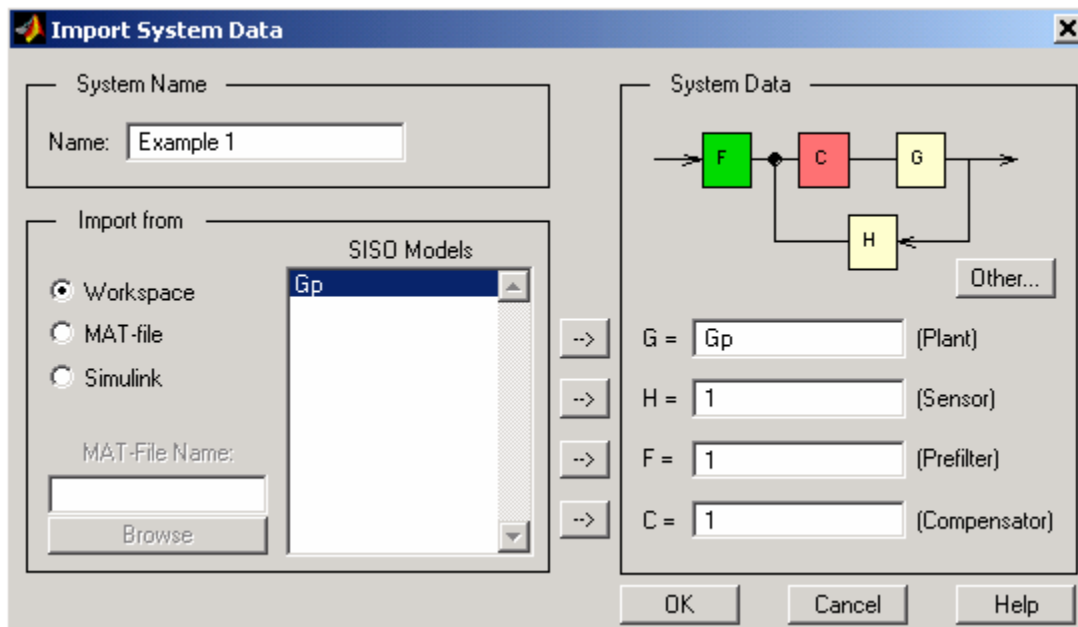 Import System Data
System Name
Name: Example 1
Import from
Workspace
MAT-file
Simulink
MAT-File Name:
Browse
SISO Models
Gp
-->
-->
-->
-->
System Data
F C G
H
Other...
G = Gp (Plant)
H = 1 (Sensor)
F = 1 (Prefilter)
C = 1 (Compensator)
OK Cancel Help